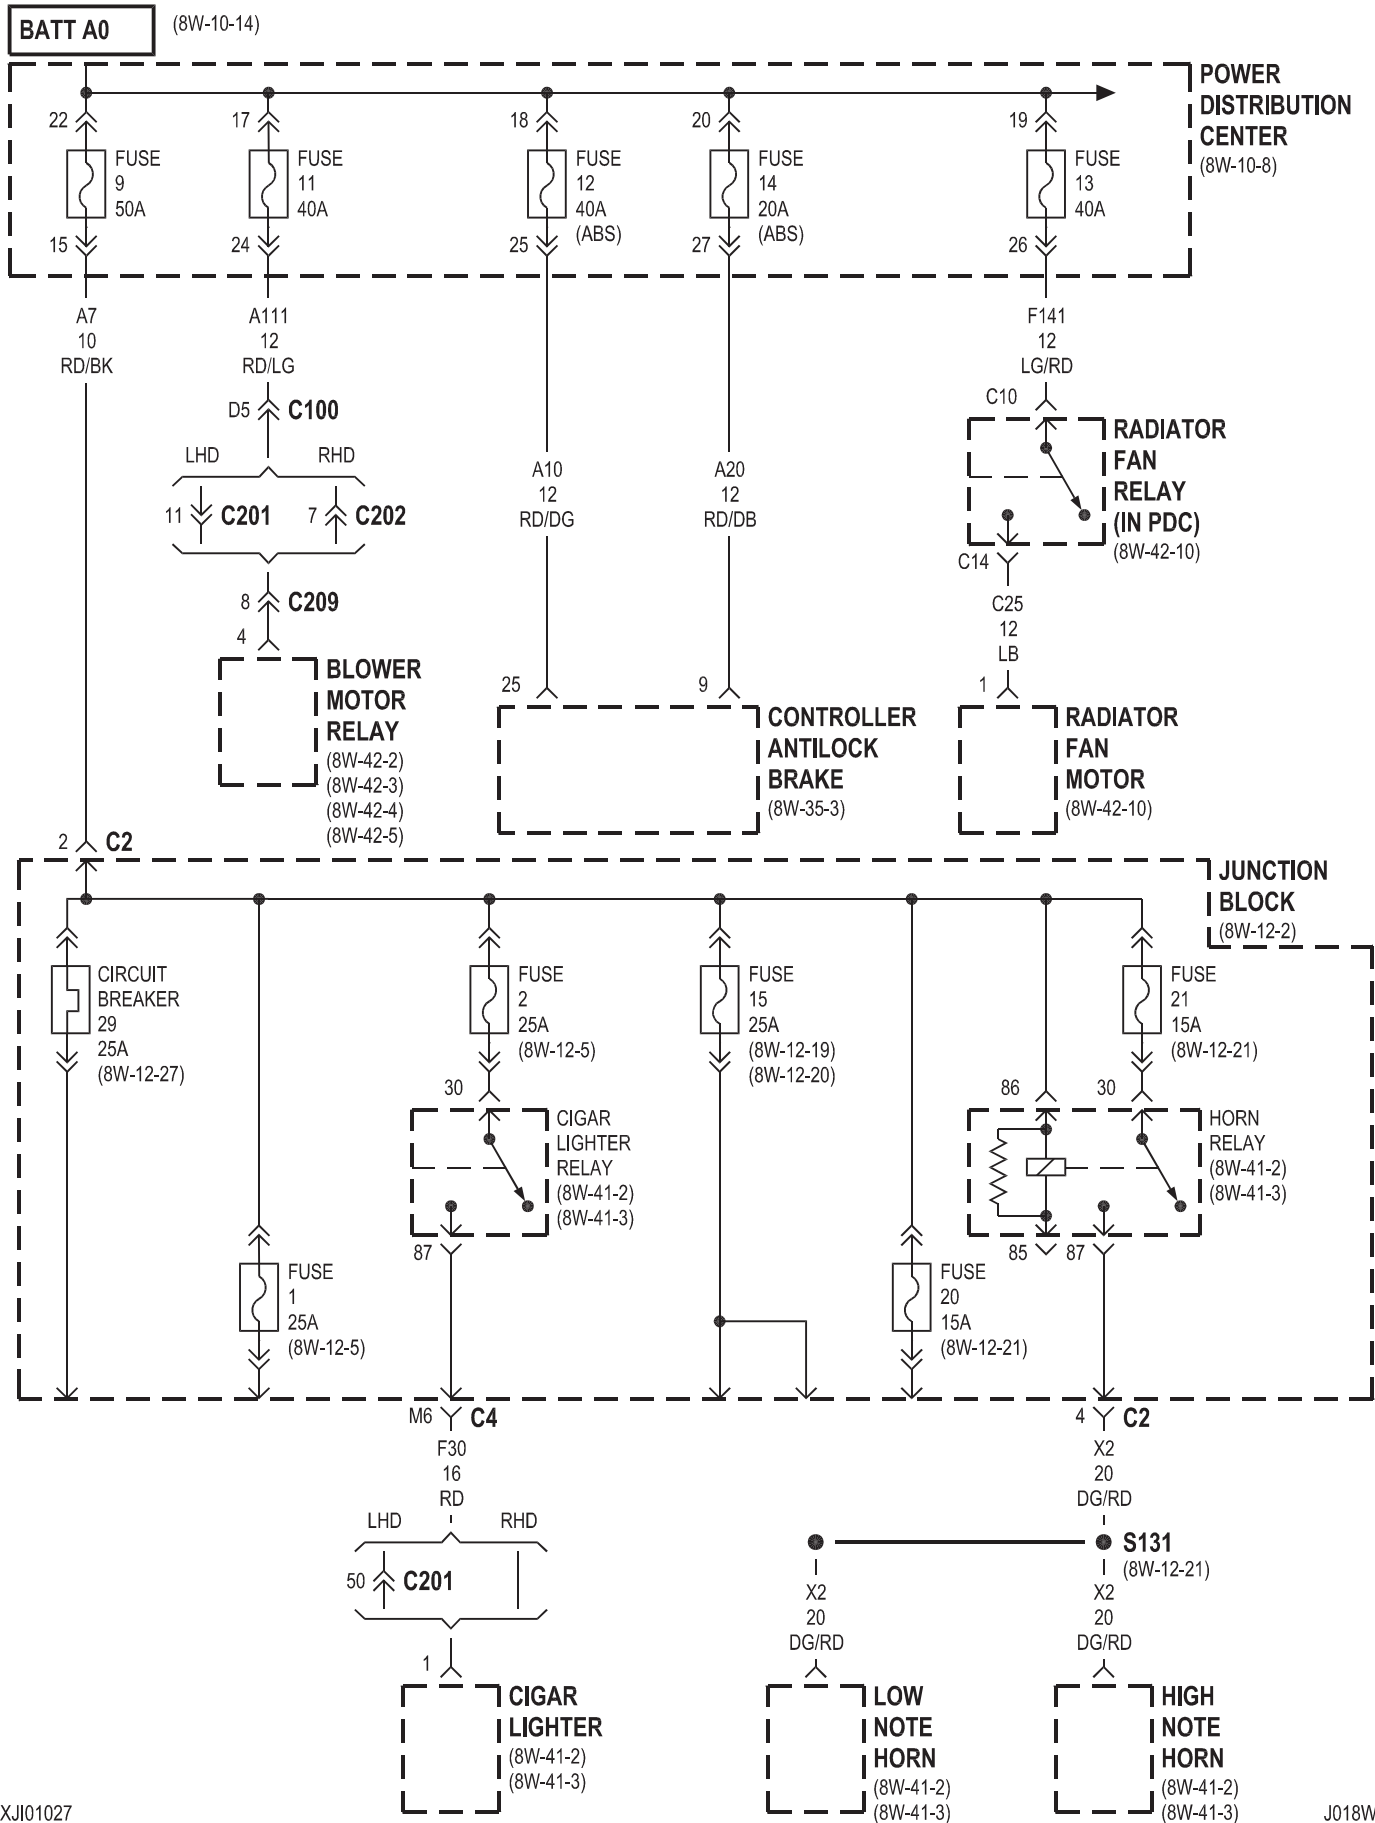 BATT A0
(8W-10-14)
POWER
DISTRIBUTION
CENTER
(8W-10-8)
22
FUSE
9
50A
15
17
FUSE
11
40A
24
18
FUSE
12
40A
(ABS)
25
20
FUSE
14
20A
(ABS)
27
19
FUSE
13
40A
26
A7
10
RD/BK
A111
12
RD/LG
D5
C100
LHD
RHD
11
C201
7
C202
8
C209
4
BLOWER
MOTOR
RELAY
(8W-42-2)
(8W-42-3)
(8W-42-4)
(8W-42-5)
A10
12
RD/DG
25
A20
12
RD/DB
9
CONTROLLER
ANTILOCK
BRAKE
(8W-35-3)
F141
12
LG/RD
C10
RADIATOR
FAN
RELAY
(IN PDC)
(8W-42-10)
C14
C25
12
LB
1
RADIATOR
FAN
MOTOR
(8W-42-10)
2
C2
JUNCTION
BLOCK
(8W-12-2)
CIRCUIT
BREAKER
29
25A
(8W-12-27)
FUSE
2
25A
(8W-12-5)
FUSE
15
25A
(8W-12-19)
(8W-12-20)
FUSE
21
15A
(8W-12-21)
30
CIGAR
LIGHTER
RELAY
(8W-41-2)
(8W-41-3)
87
86
30
HORN
RELAY
(8W-41-2)
(8W-41-3)
85
87
FUSE
1
25A
(8W-12-5)
FUSE
20
15A
(8W-12-21)
M6
C4
F30
16
RD
LHD
RHD
50
C201
1
CIGAR
LIGHTER
(8W-41-2)
(8W-41-3)
4
C2
X2
20
DG/RD
S131
(8W-12-21)
X2
20
DG/RD
X2
20
DG/RD
LOW
NOTE
HORN
(8W-41-2)
(8W-41-3)
HIGH
NOTE
HORN
(8W-41-2)
(8W-41-3)
XJI01027
J018W